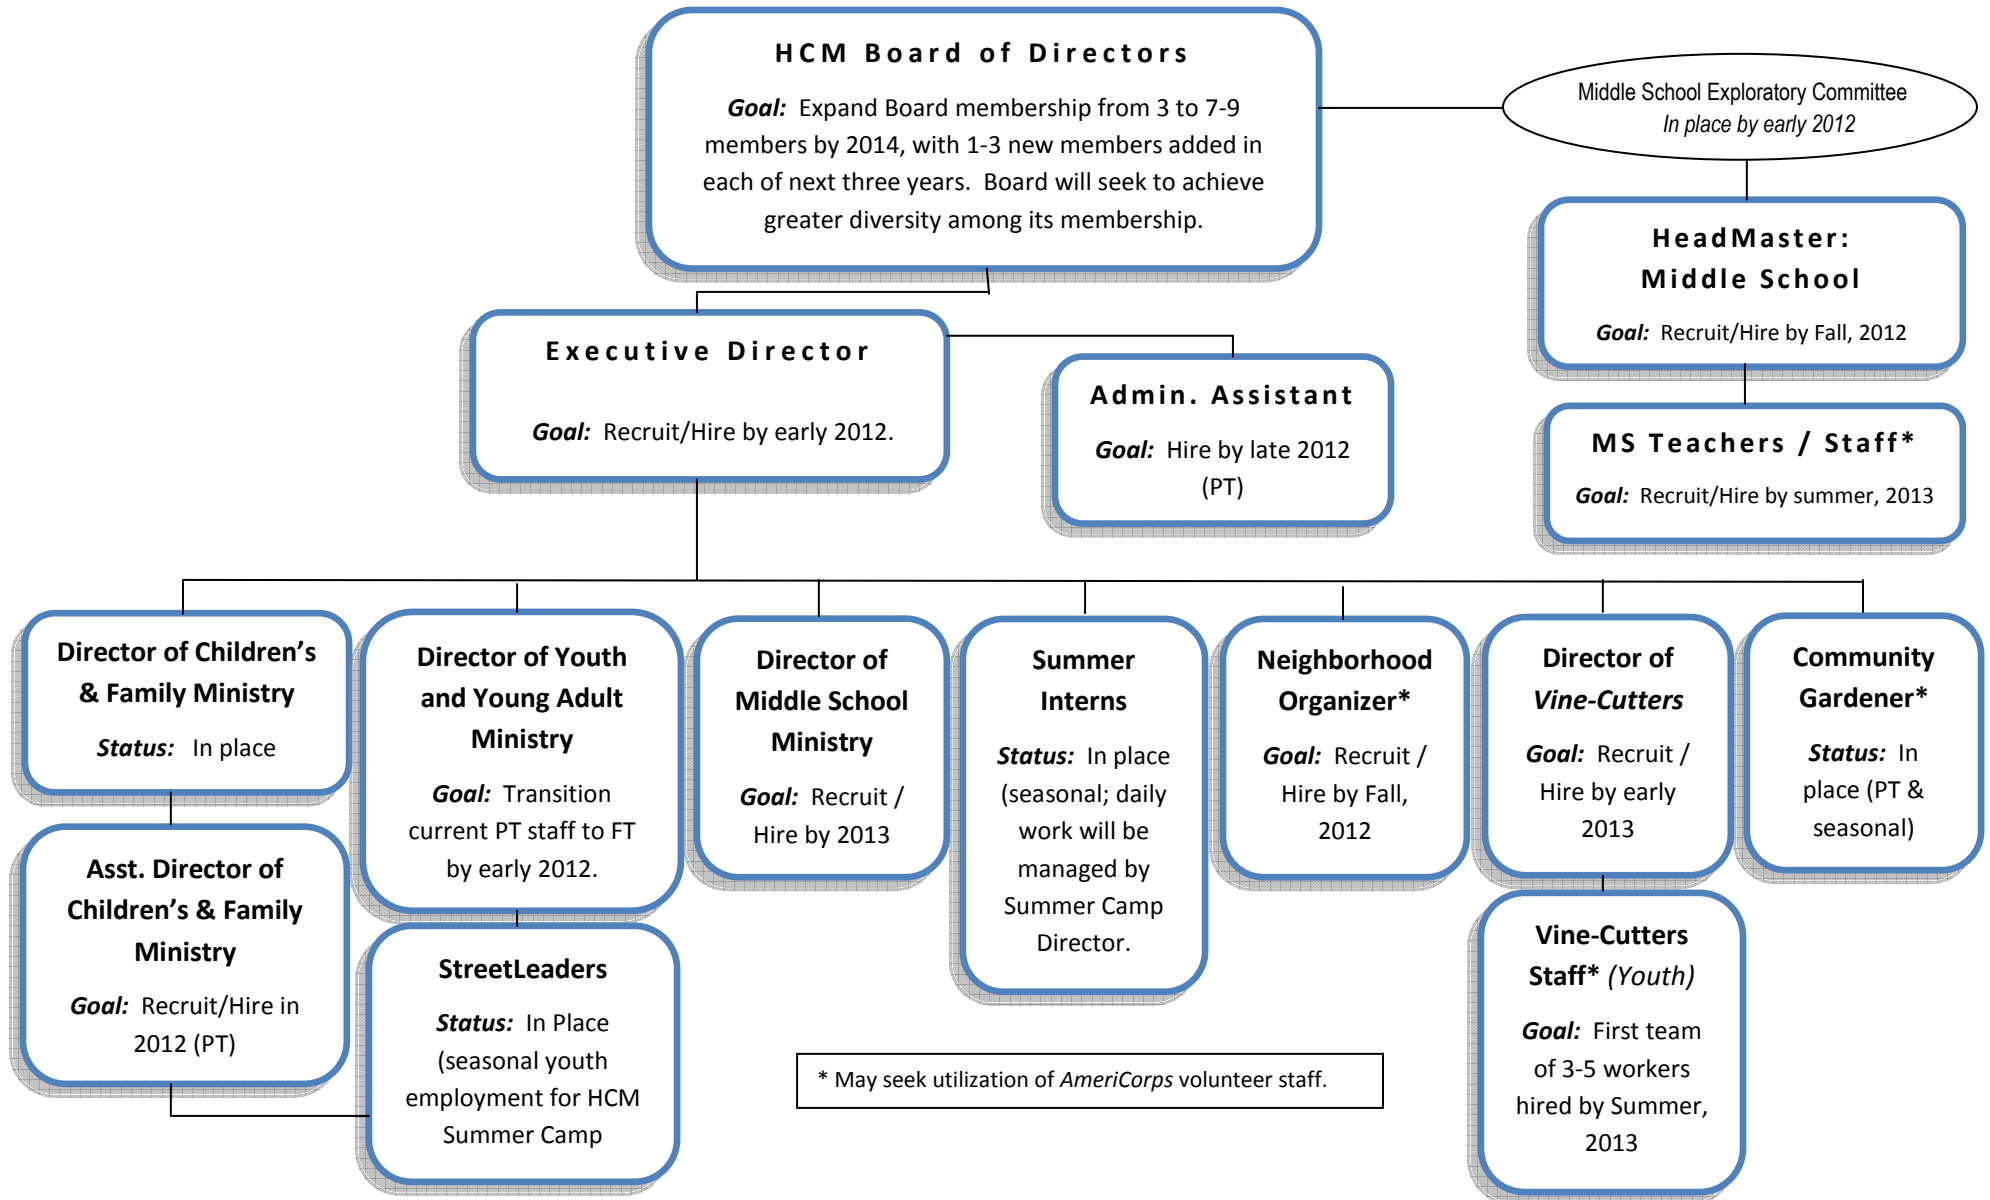 HCM Board of Directors
Goal: Expand Board membership from 3 to 7-9
members by 2014, with 1-3 new members added in
each of next three years. Board will seek to achieve
greater diversity among its membership.
Middle School Exploratory Committee
In place by early 2012
HeadMaster:
Middle School
Goal: Recruit/Hire by Fall, 2012
Executive Director
Goal: Recruit/Hire by early 2012.
Admin. Assistant
Goal: Hire by late 2012
(PT)
MS Teachers / Staff*
Goal: Recruit/Hire by summer, 2013
Director of Children’s
& Family Ministry
Status: In place
Director of Youth
and Young Adult
Ministry
Goal: Transition
current PT staff to FT
by early 2012.
Director of
Middle School
Ministry
Goal: Recruit /
Hire by 2013
Summer
Interns
Status: In place
(seasonal; daily
work will be
managed by
Summer Camp
Director.
Neighborhood
Organizer*
Goal: Recruit /
Hire by Fall,
2012
Director of
Vine-Cutters
Goal: Recruit /
Hire by early
2013
Community
Gardener*
Status: In
place (PT &
seasonal)
Asst. Director of
Children’s & Family
Ministry
Goal: Recruit/Hire in
2012 (PT)
StreetLeaders
Status: In Place
(seasonal youth
employment for HCM
Summer Camp
Vine-Cutters
Staff* (Youth)
Goal: First team
of 3-5 workers
hired by Summer,
2013
* May seek utilization of AmeriCorps volunteer staff.